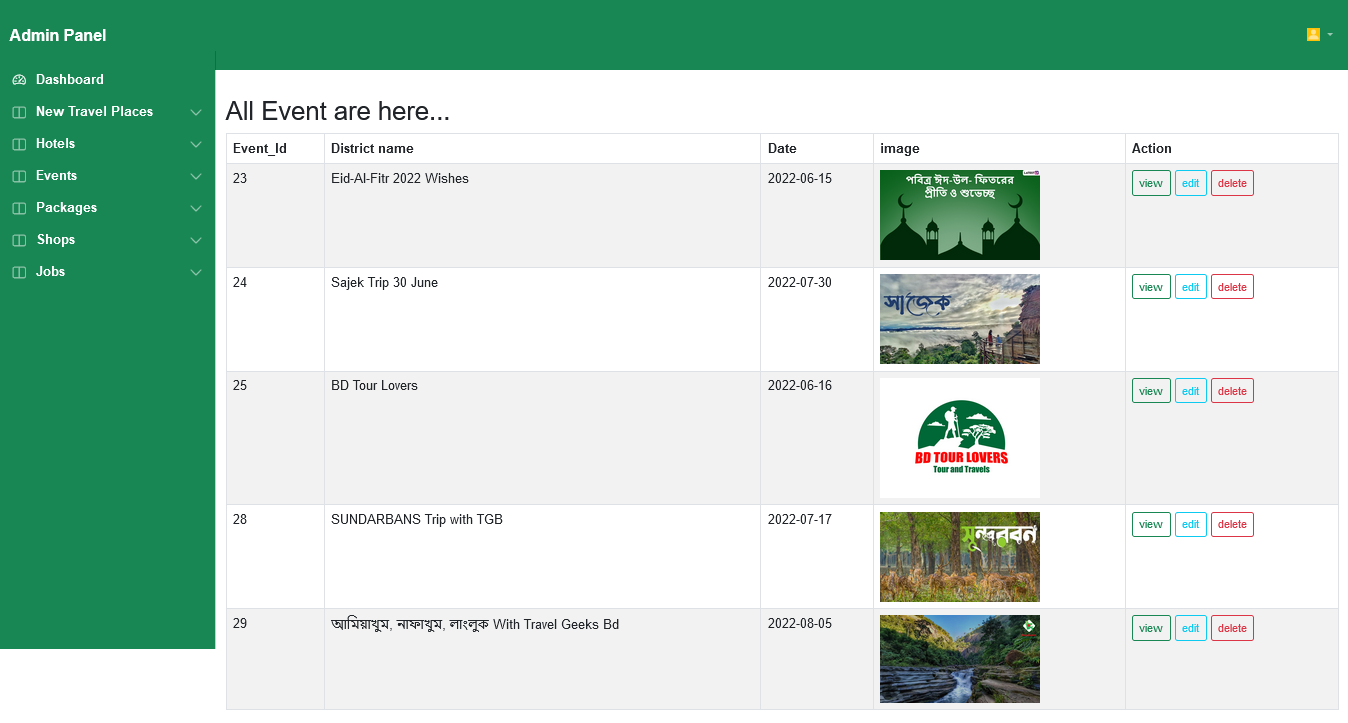 Admin Panel
Dashboard
New Travel Places
Hotels
Events
Packages
Shops
Jobs
All Event are here...
Event_Id District name Date image Action
23 Eid-Al-Fitr 2022 Wishes 2022-06-15 view edit delete
পবিত্র ঈদ-উল- ফিতরের
প্রীতি ও শুভেচ্ছ
24 Sajek Trip 30 June 2022-07-30 view edit delete
সাজেক
25 BD Tour Lovers 2022-06-16 view edit delete
BD TOUR LOVERS
Tour and Travels
28 SUNDARBANS Trip with TGB 2022-07-17 view edit delete
সুন্দরবন
29 আমিয়াখুম, নাফাখুম, লাংলুক With Travel Geeks Bd 2022-08-05 view edit delete